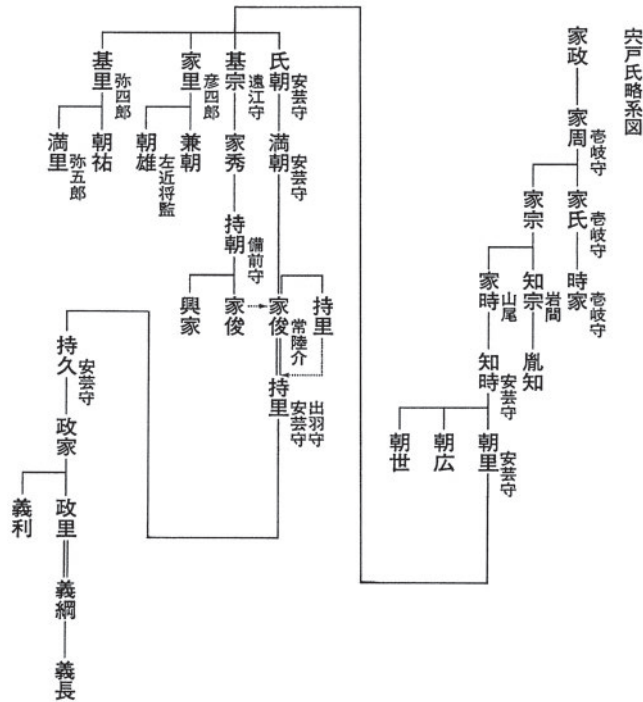 宍戸氏略系図
家政
家周
壱岐守
家氏
壱岐守
時家
壱岐守
家宗
知宗
岩間
胤知
家時
山尾
知時
安芸守
朝里
安芸守
朝広
朝世
氏朝
安芸守
満朝
安芸守
持里
家俊
常陸介
持里
出羽守
安芸守
基宗
遠江守
家秀
持朝
備前守
家俊
興家
家里
彦四郎
兼朝
朝雄
左近将監
基里
弥四郎
朝祐
満里
弥五郎
持久
安芸守
政家
政里
義利
義綱
義長